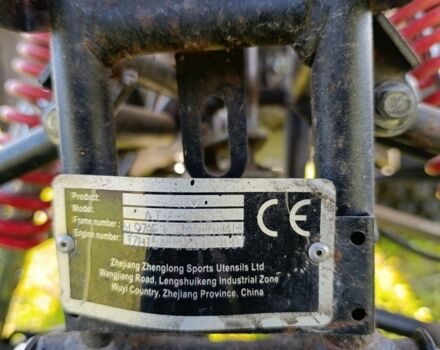 Product:
Model:
Frame number:
Engine number:
CE
Zhejiang Zhenglong Sports Utensils Ltd
Wangjiang Road, Lengshuikeng Industrial Zone
Wuyi Country, Zhejiang Province, China